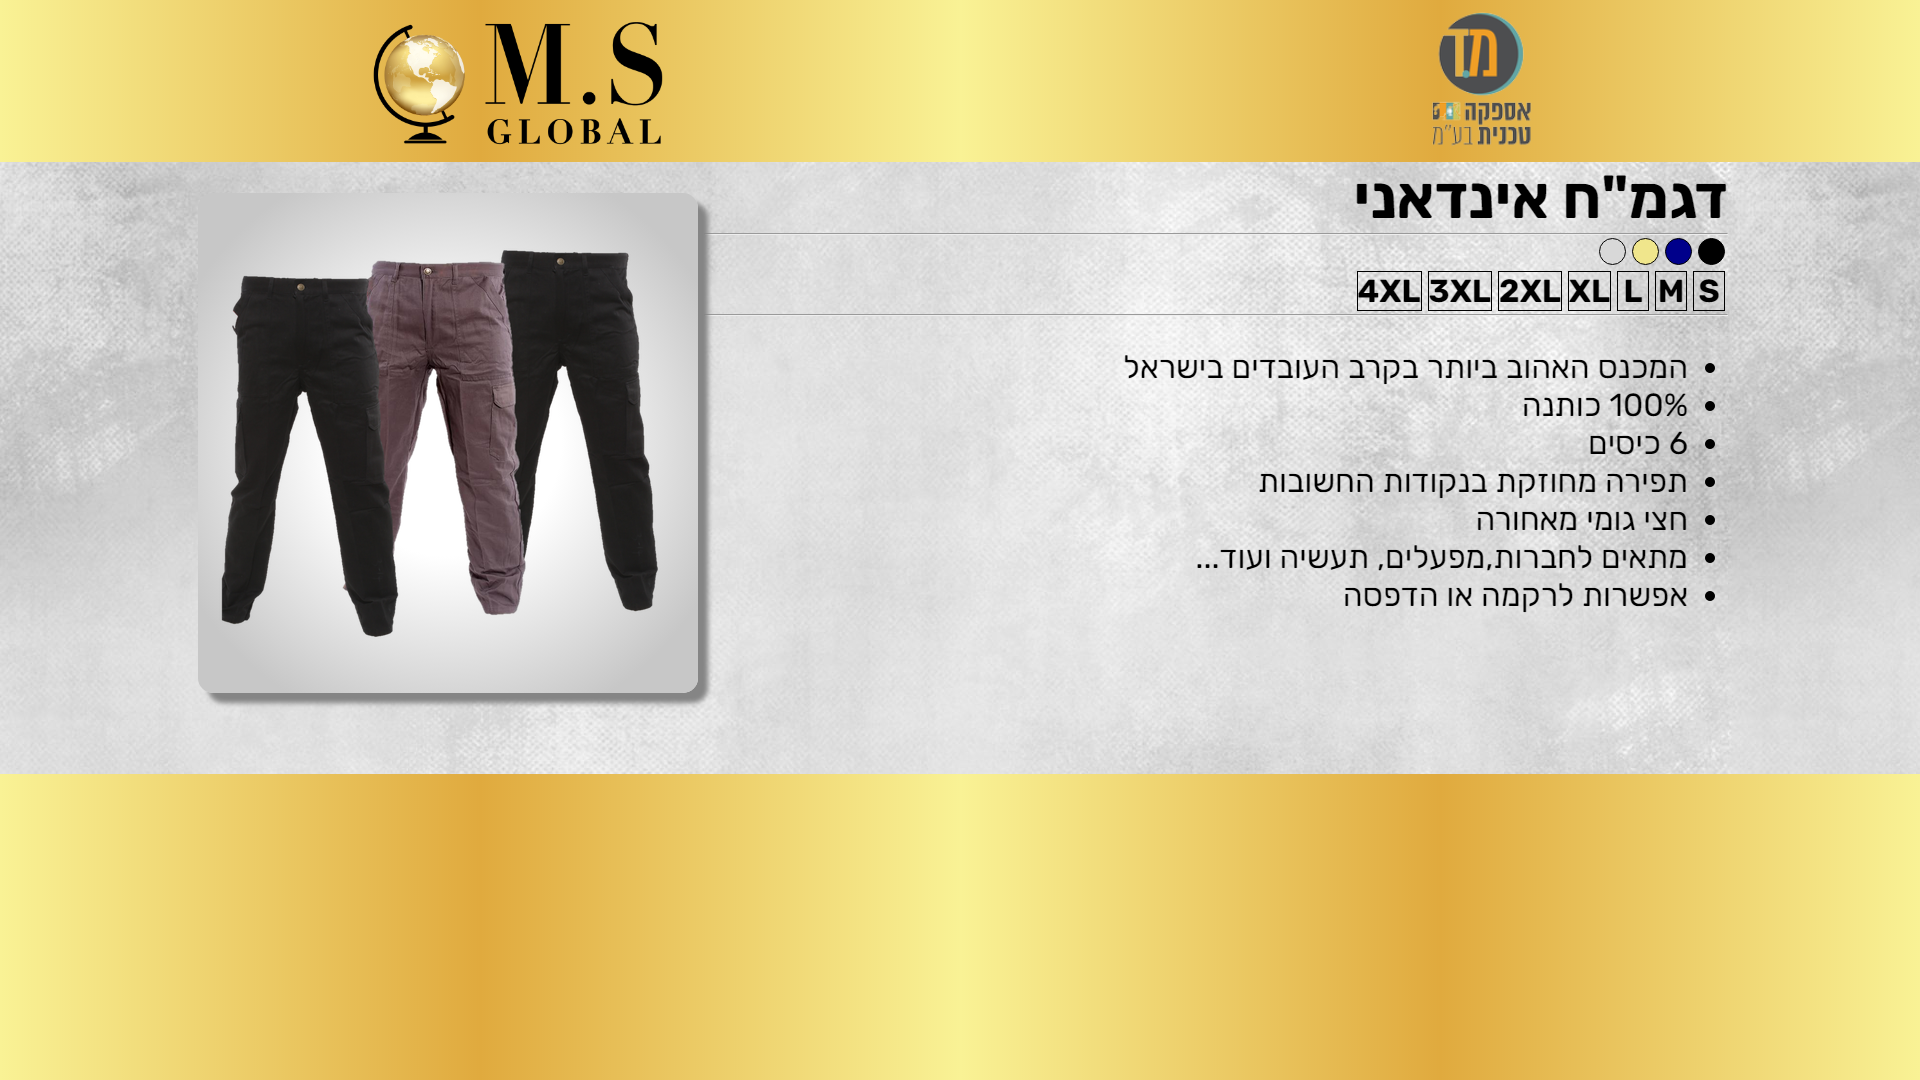 M.S
GLOBAL
מ.ד
אספקה
טכנית בע"מ
דגמ"ח אינדאני
S M L XL 2XL 3XL 4XL
המכנס האהוב ביותר בקרב העובדים בישראל
100% כותנה
6 כיסים
תפירה מחוזקת בנקודות החשובות
חצי גומי מאחורה
מתאים לחברות,מפעלים, תעשיה ועוד...
אפשרות לרקמה או הדפסה